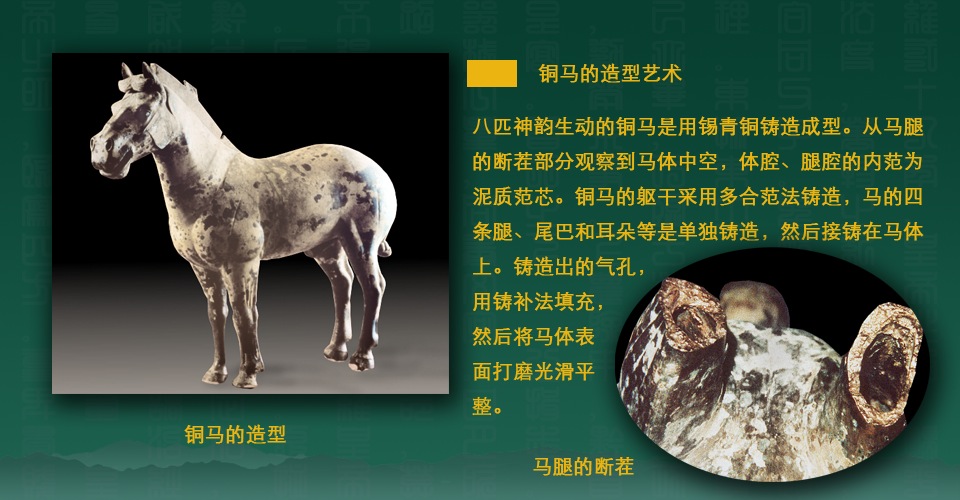 铜马的造型艺术
八匹神韵生动的铜马是用锡青铜铸造成型。从马腿
的断茬部分观察到马体中空，体腔、腿腔的内范为
泥质范芯。铜马的躯干采用多合范法铸造，马的四
条腿、尾巴和耳朵等是单独铸造，然后接铸在马体
上。铸造出的气孔，
用铸补法填充，
然后将马体表
面打磨光滑平
整。
铜马的造型
马腿的断茬